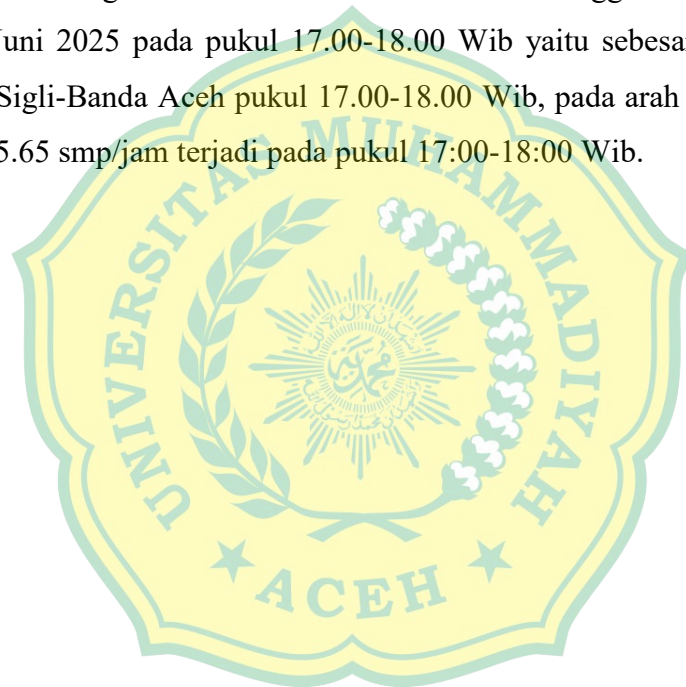 Juni 2025 pada pukul 17.00-18.00 Wib yaitu sebesar
Sigli-Banda Aceh pukul 17.00-18.00 Wib, pada arah
5.65 smp/jam terjadi pada pukul 17:00-18:00 Wib.
UNIVERSITAS MUHAMMADIYAH
ACEH